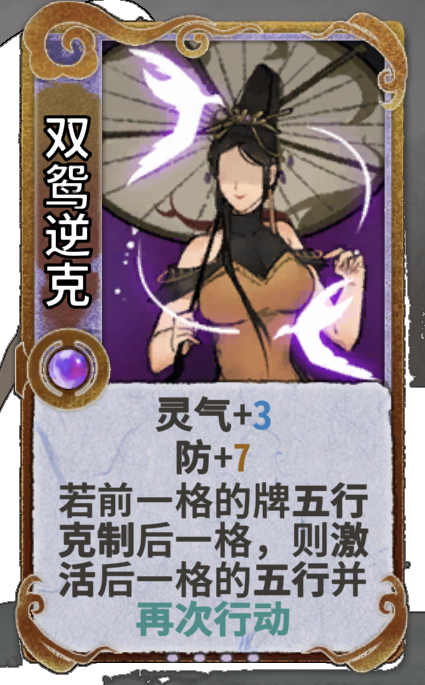 双鸳逆克
灵气+3
防+7
若前一格的牌五行
克制后一格，则激
活后一格的五行并
再次行动